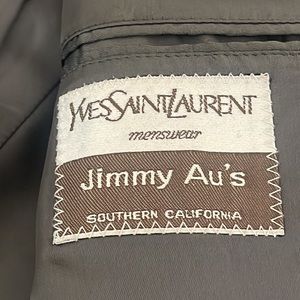 YVESSAINTLAURENT
menswear
Jimmy Au's
SOUTHERN CALIFORNIA